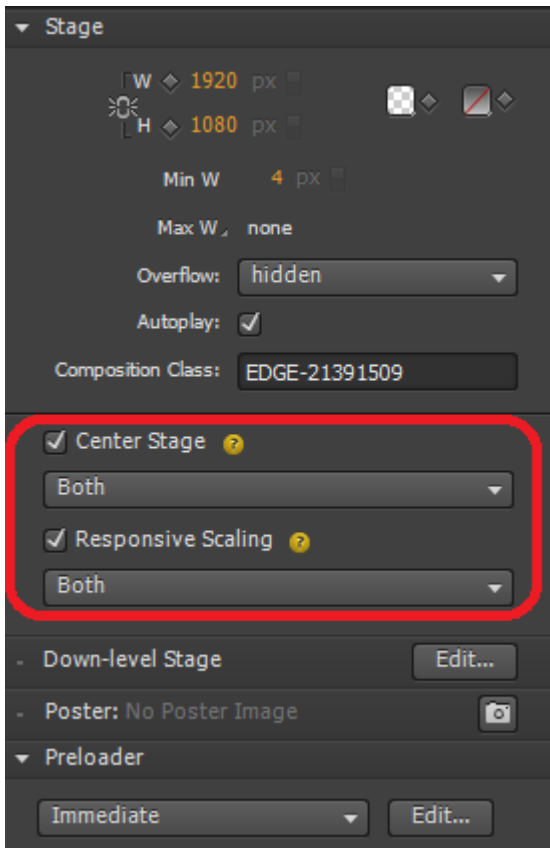 Stage
W 1920 px
H 1080 px
Min W 4 px
Max W none
Overflow: hidden
Autoplay:
Composition Class: EDGE-21391509
Center Stage ?
Both
Responsive Scaling ?
Both
Down-level Stage Edit...
Poster: No Poster Image
Preloader
Immediate Edit...